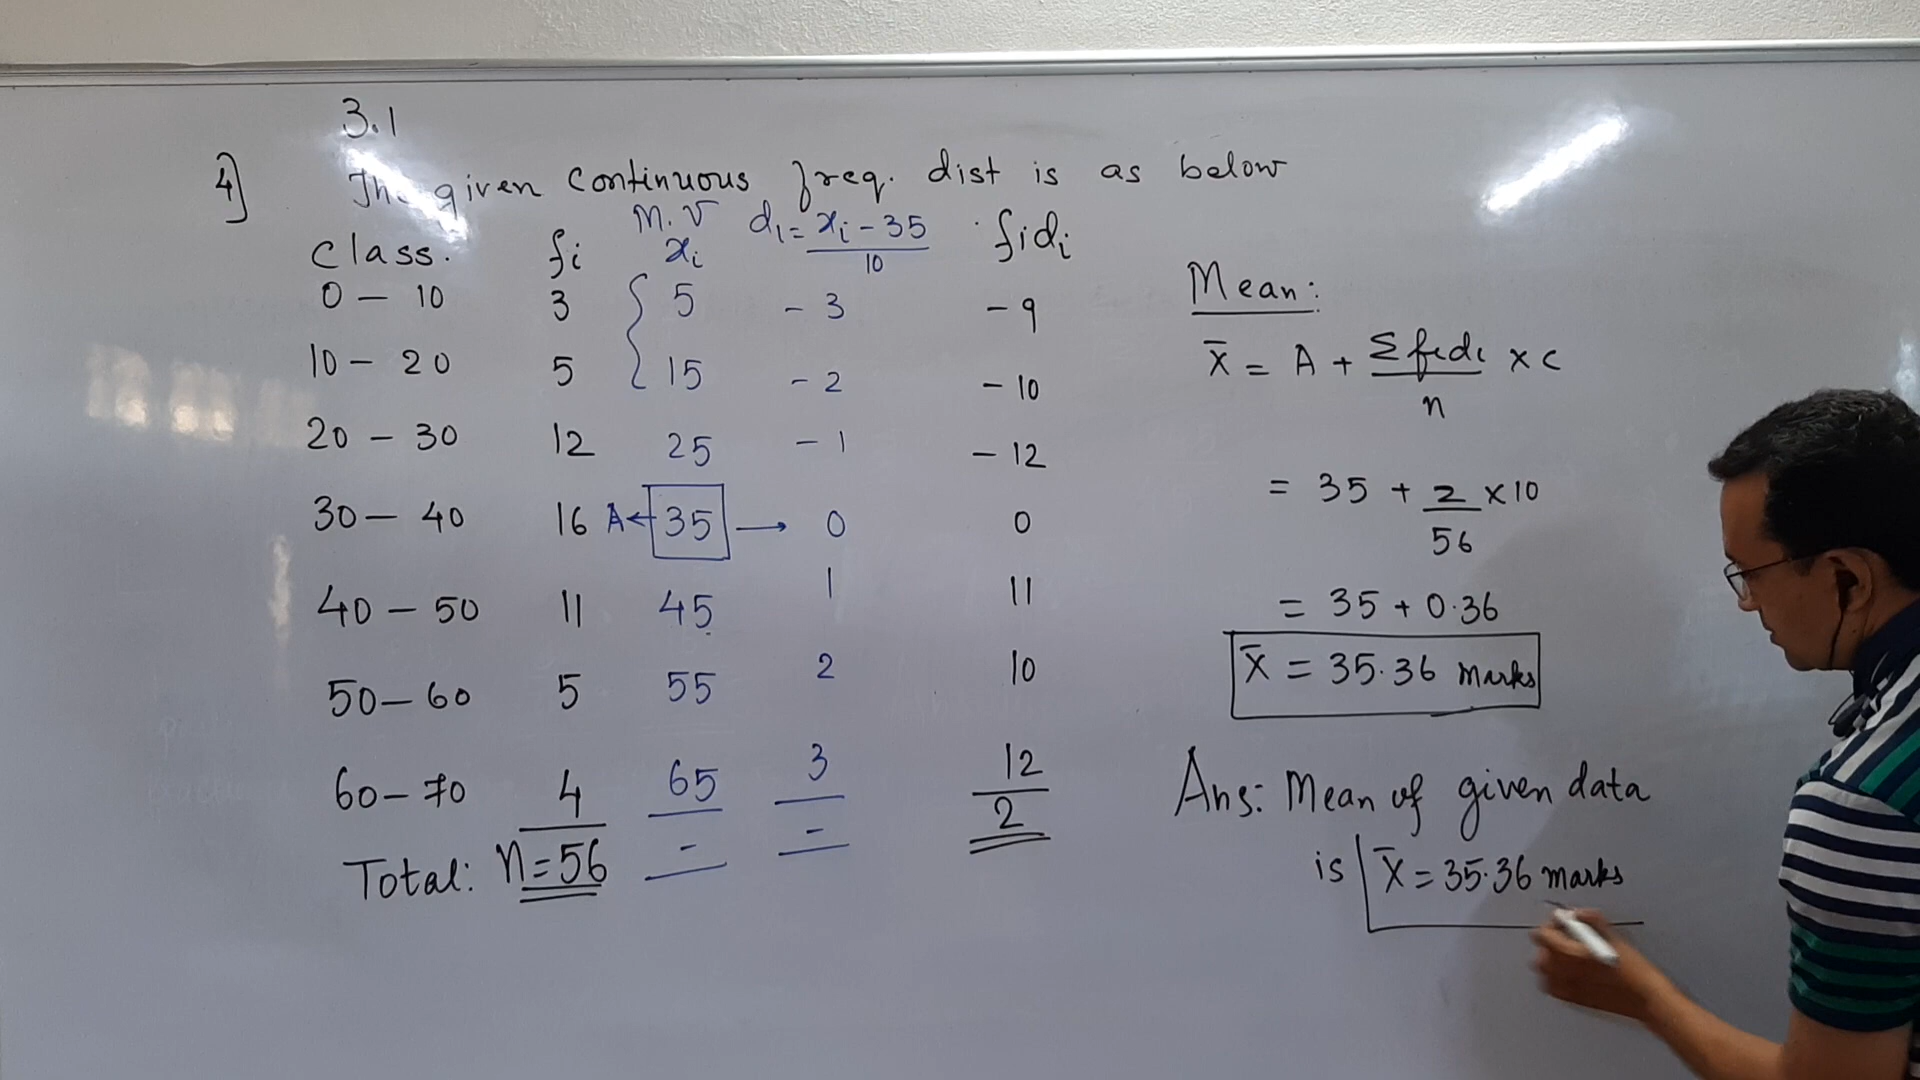 3.1
4] The given continuous freq. dist is as below
class. fi M.V xi di = xi - 35 / 10 fidi
0 - 10 3 5 - 3 - 9
10 - 20 5 15 - 2 - 10
20 - 30 12 25 - 1 - 12
30 - 40 16 A ← 35 → 0 0
40 - 50 11 45 1 11
50 - 60 5 55 2 10
60 - 70 4 65 3 12
Total: n = 56 - - 2
Mean:
x̄ = A + Σfidi / n × c
= 35 + 2 / 56 × 10
= 35 + 0.36
x̄ = 35.36 marks
Ans: Mean of given data
is x̄ = 35.36 marks